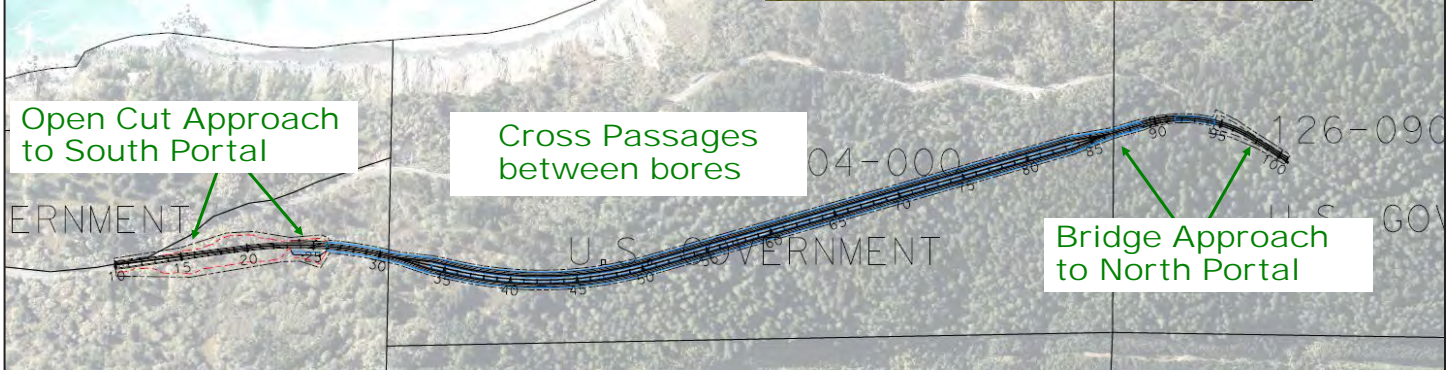 Open Cut Approach
to South Portal
Cross Passages
between bores
04-000
126-090
ERNMENT
U.S. GOVERNMENT
U.S. GOV
Bridge Approach
to North Portal
10
15
20
25
30
35
40
45
50
60
65
70
75
80
85
90
95
100